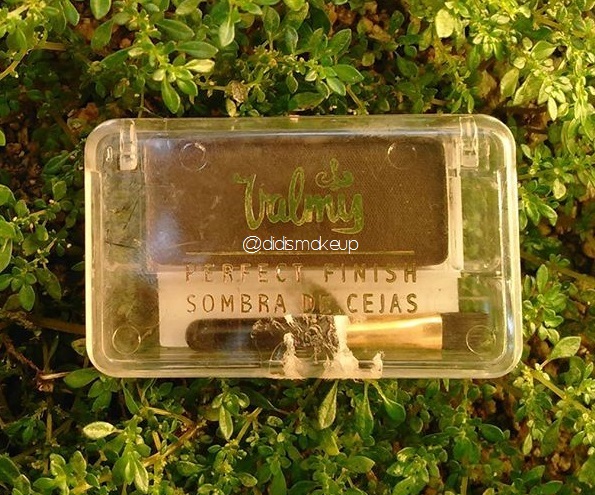 Valmy
@didismakeup
PERFECT FINISH
SOMBRA DE CEJAS